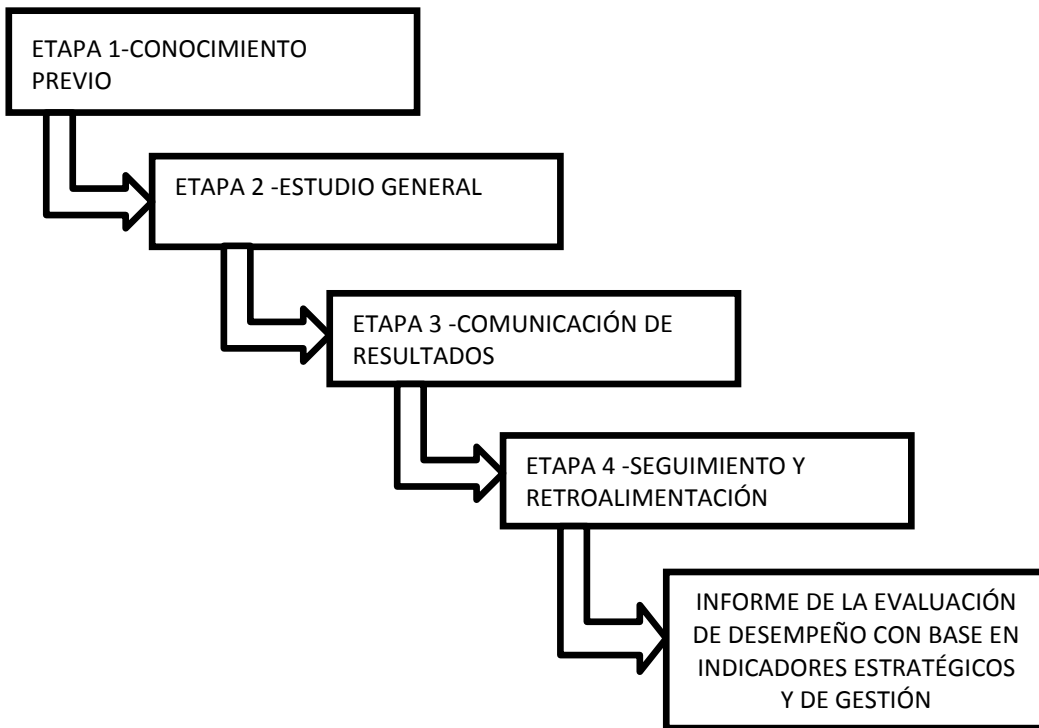 ETAPA 1-CONOCIMIENTO
PREVIO
ETAPA 2 -ESTUDIO GENERAL
ETAPA 3 -COMUNICACIÓN DE
RESULTADOS
ETAPA 4 -SEGUIMIENTO Y
RETROALIMENTACIÓN
INFORME DE LA EVALUACIÓN
DE DESEMPEÑO CON BASE EN
INDICADORES ESTRATÉGICOS
Y DE GESTIÓN